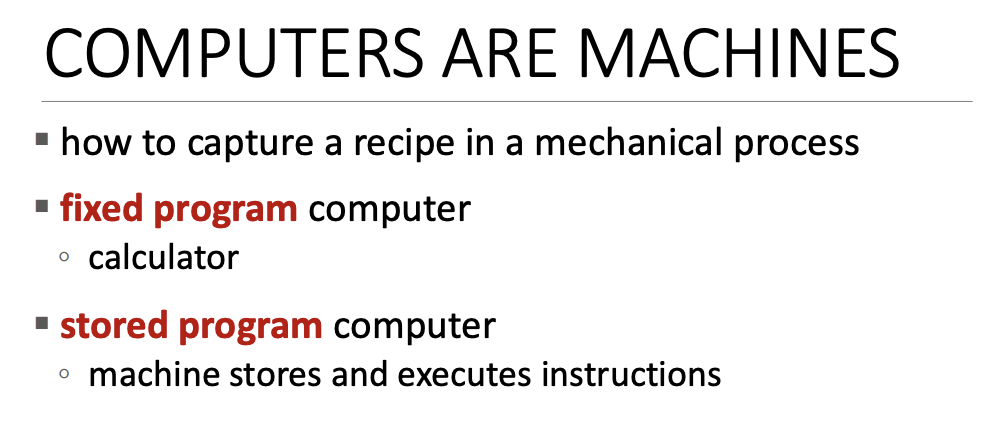 COMPUTERS ARE MACHINES
▪ how to capture a recipe in a mechanical process
▪ fixed program computer
◦ calculator
▪ stored program computer
◦ machine stores and executes instructions